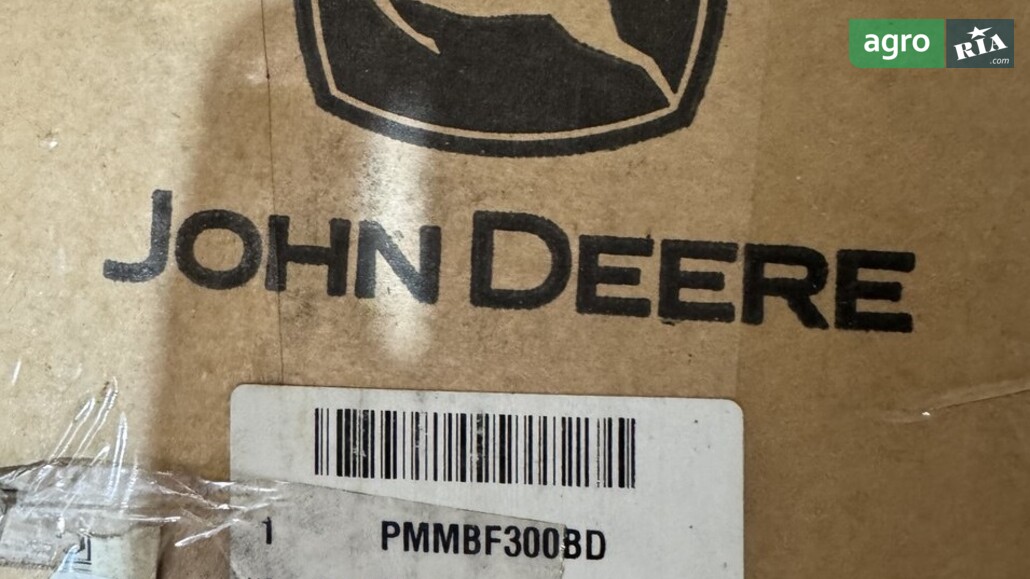 agro
RIA
.com
JOHN DEERE
1 PMMBF300BD